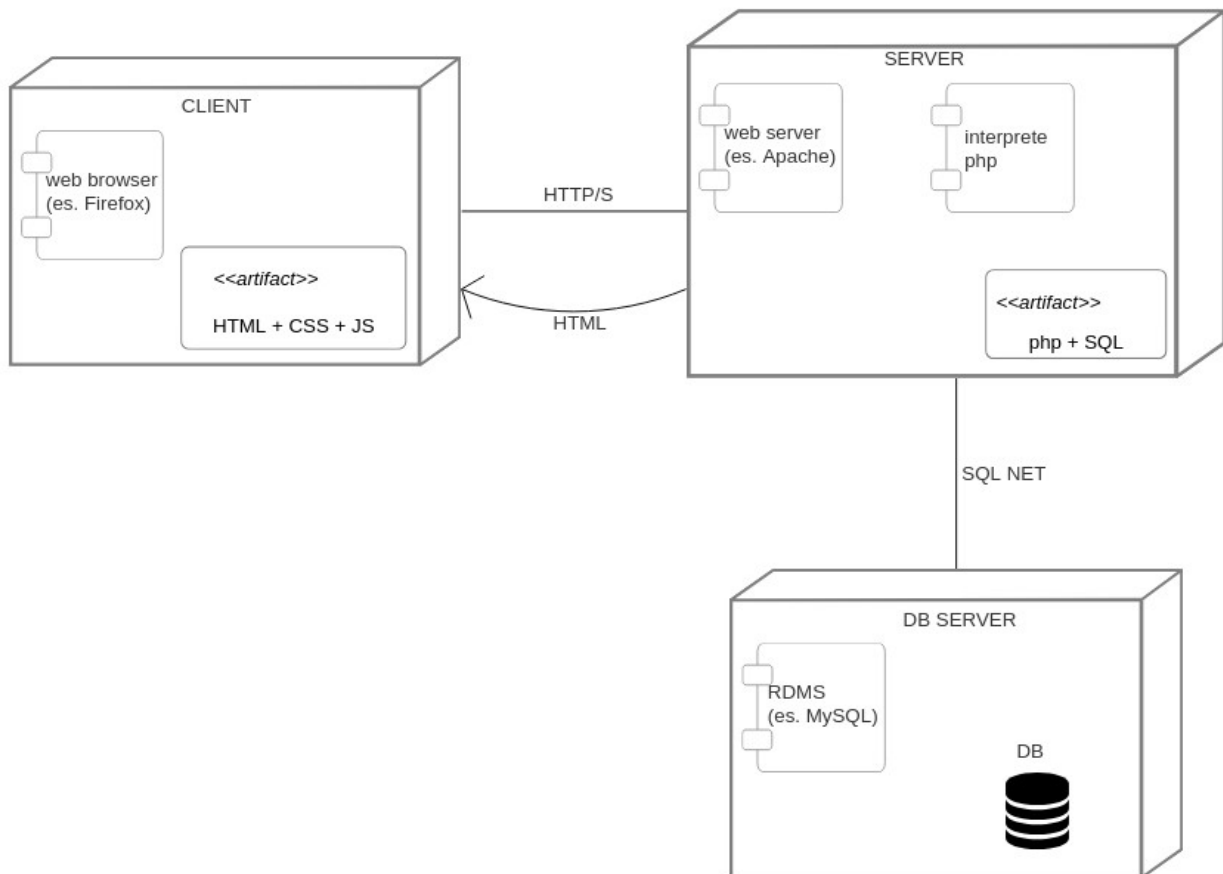 CLIENT
web browser
(es. Firefox)
<<artifact>>
HTML + CSS + JS
HTTP/S
HTML
SERVER
web server
(es. Apache)
interprete
php
<<artifact>>
php + SQL
SQL NET
DB SERVER
RDMS
(es. MySQL)
DB